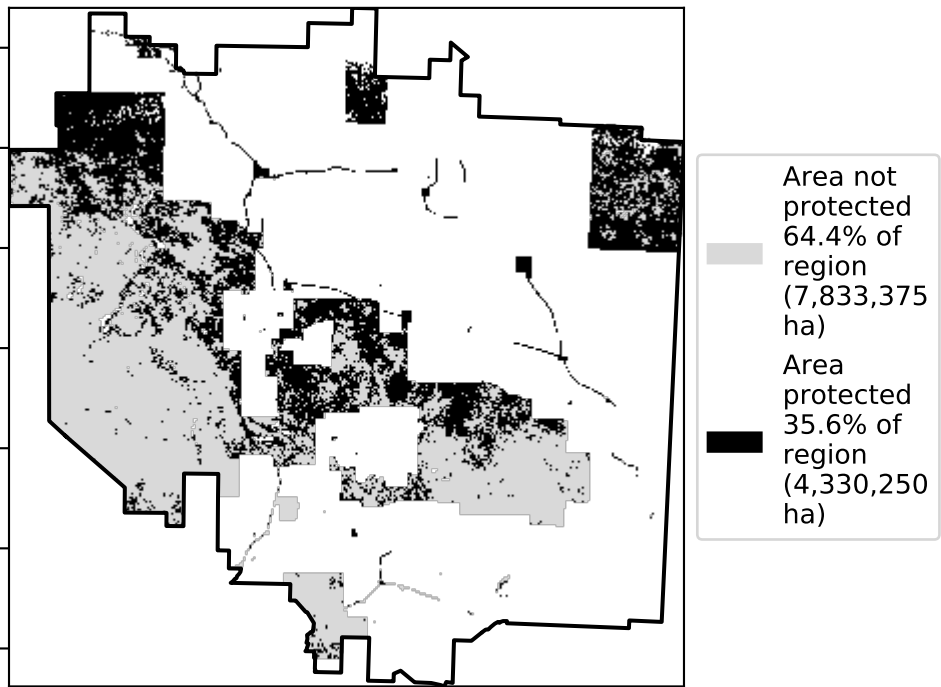 Area not
protected
64.4% of
region
(7,833,375
ha)
Area
protected
35.6% of
region
(4,330,250
ha)